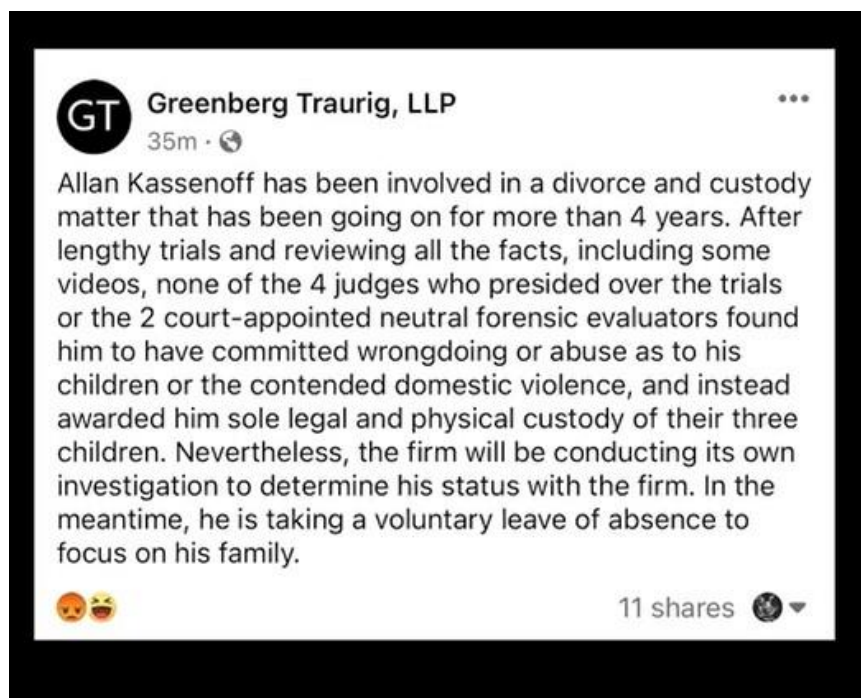 GT
Greenberg Traurig, LLP
35m ·
Allan Kassenoff has been involved in a divorce and custody
matter that has been going on for more than 4 years. After
lengthy trials and reviewing all the facts, including some
videos, none of the 4 judges who presided over the trials
or the 2 court-appointed neutral forensic evaluators found
him to have committed wrongdoing or abuse as to his
children or the contended domestic violence, and instead
awarded him sole legal and physical custody of their three
children. Nevertheless, the firm will be conducting its own
investigation to determine his status with the firm. In the
meantime, he is taking a voluntary leave of absence to
focus on his family.
11 shares